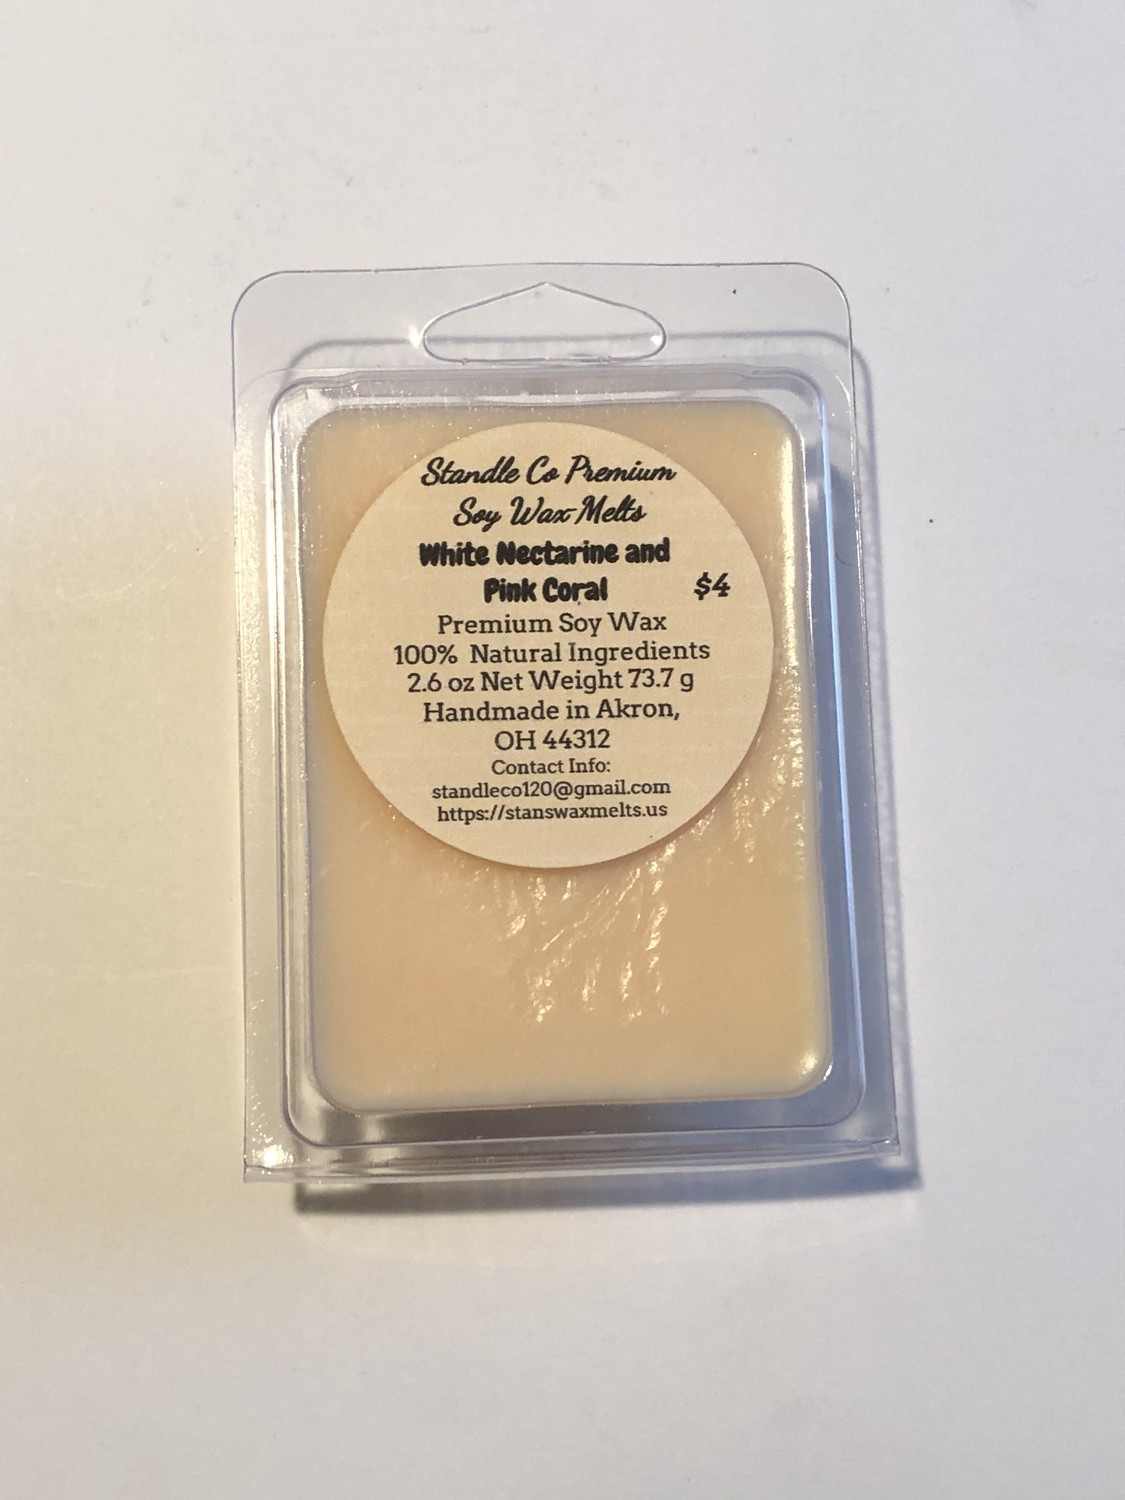 Standle Co Premium
Soy Wax Melts
White Nectarine and
Pink Coral
$4
Premium Soy Wax
100% Natural Ingredients
2.6 oz Net Weight 73.7 g
Handmade in Akron,
OH 44312
Contact Info:
standleco120@gmail.com
https://stanswaxmelts.us